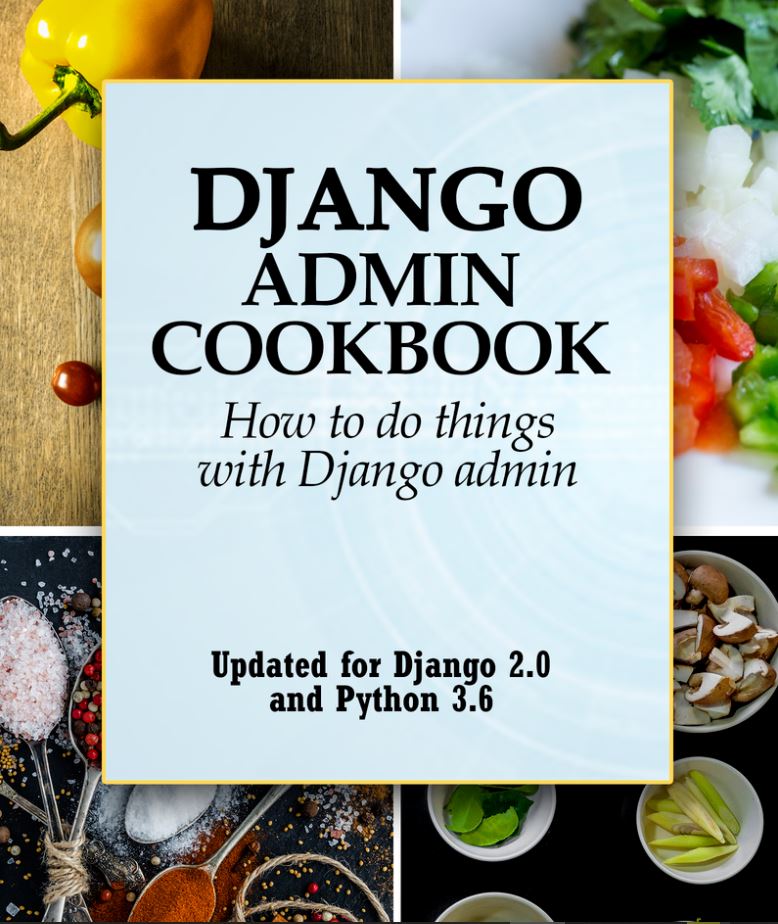 DJANGO
ADMIN
COOKBOOK
How to do things
with Django admin
Updated for Django 2.0
and Python 3.6